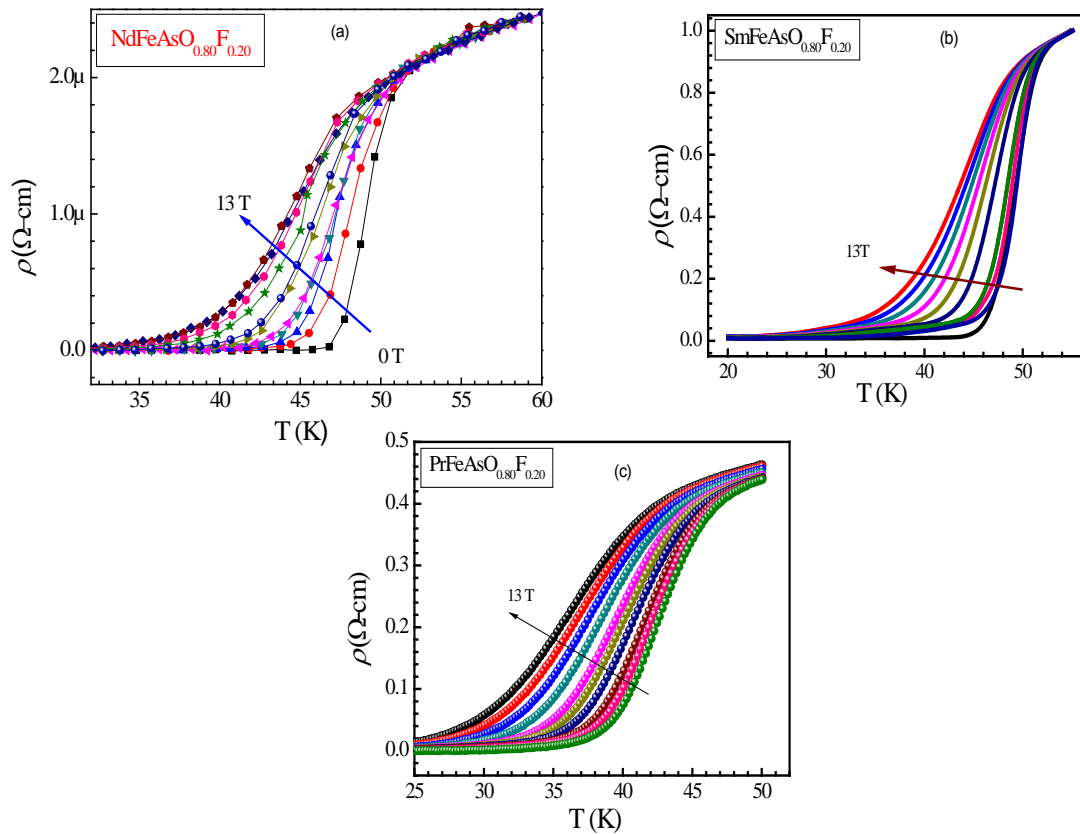 NdFeAsO0.80F0.20
(a)
2.0μ
1.0μ
0.0
ρ (Ω-cm)
13 T
0 T
35 40 45 50 55 60
T (K)
SmFeAsO0.80F0.20
(b)
1.0
0.8
0.6
0.4
0.2
0.0
ρ (Ω-cm)
13T
20 30 40 50
T (K)
PrFeAsO0.80F0.20
(c)
0.5
0.4
0.3
0.2
0.1
0.0
ρ (Ω-cm)
13 T
25 30 35 40 45 50
T (K)